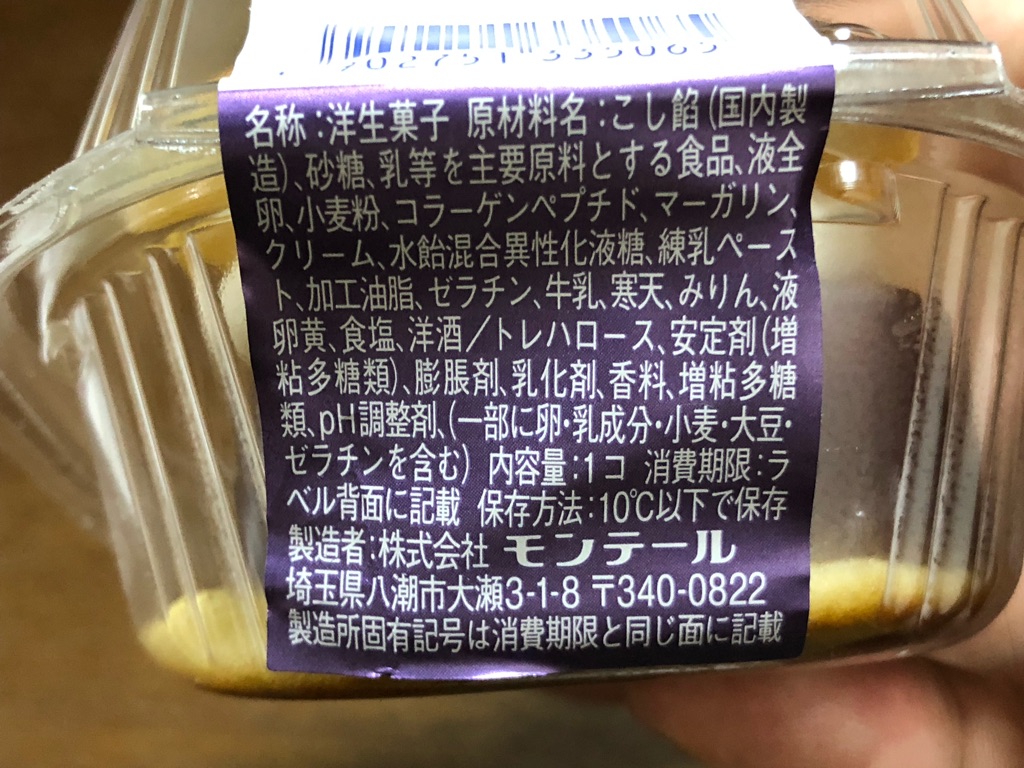 名称:洋生菓子 原材料名:こし餡(国内製
造)、砂糖、乳等を主要原料とする食品、液全
卵、小麦粉、コラーゲンペプチド、マーガリン、
クリーム、水飴混合異性化液糖、練乳ペース
ト、加工油脂、ゼラチン、牛乳、寒天、みりん、液
卵黄、食塩、洋酒/トレハロース、安定剤(増
粘多糖類)、膨脹剤、乳化剤、香料、増粘多糖
類、pH調整剤、(一部に卵・乳成分・小麦・大豆・
ゼラチンを含む) 内容量:1コ 消費期限:ラ
ベル背面に記載 保存方法:10℃以下で保存
製造者:株式会社 モンテール
埼玉県八潮市大瀬3-1-8 〒340-0822
製造所固有記号は消費期限と同じ面に記載